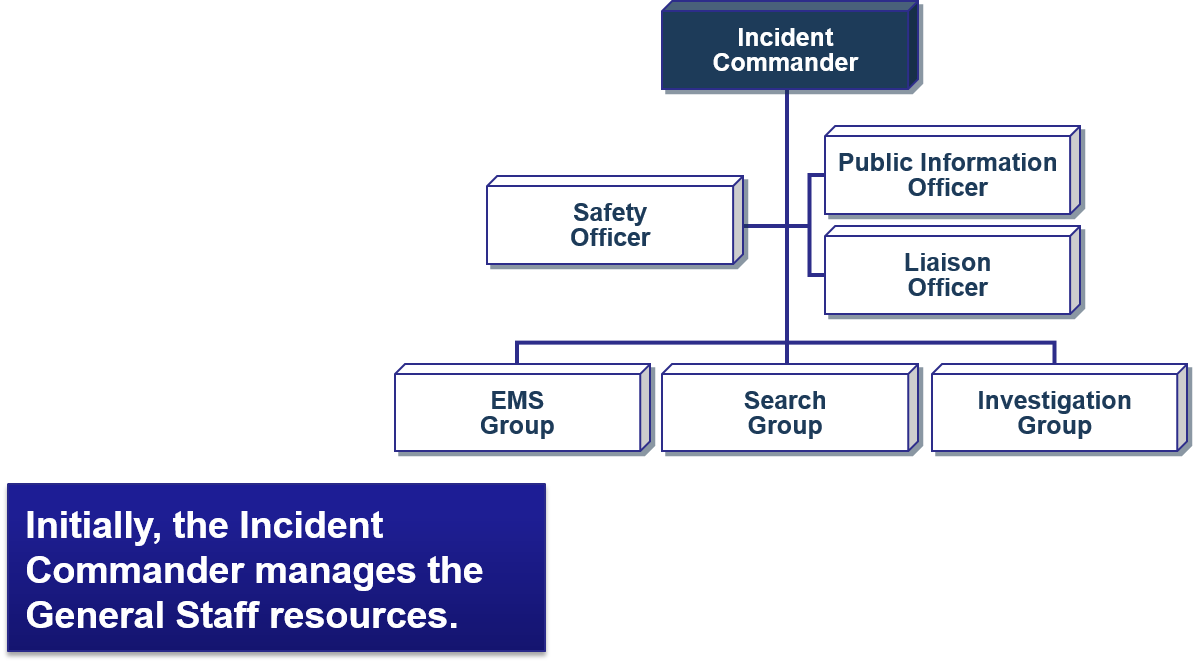 Incident
Commander
Public Information
Officer
Safety
Officer
Liaison
Officer
EMS
Group
Search
Group
Investigation
Group
Initially, the Incident
Commander manages the
General Staff resources.